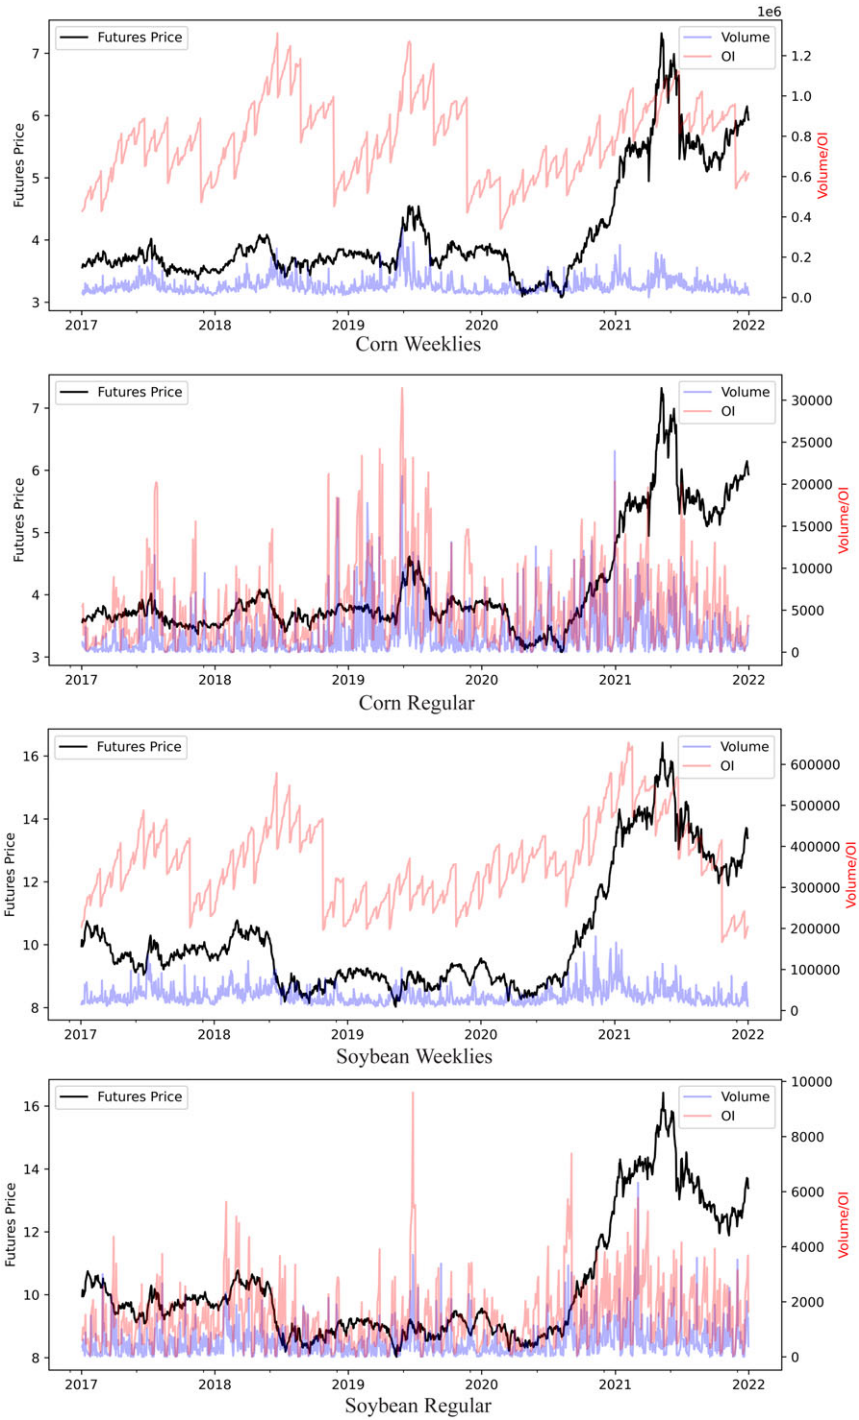 1e6
Futures Price
Volume
OI
7
6
5
4
3
Futures Price
1.2
1.0
0.8
0.6
0.4
0.2
0.0
Volume/OI
2017 2018 2019 2020 2021 2022
Corn Weeklies
Futures Price
Volume
OI
7
6
5
4
3
Futures Price
30000
25000
20000
15000
10000
5000
0
Volume/OI
2017 2018 2019 2020 2021 2022
Corn Regular
Futures Price
Volume
OI
16
14
12
10
8
Futures Price
600000
500000
400000
300000
200000
100000
0
Volume/OI
2017 2018 2019 2020 2021 2022
Soybean Weeklies
Futures Price
Volume
OI
16
14
12
10
8
Futures Price
10000
8000
6000
4000
2000
0
Volume/OI
2017 2018 2019 2020 2021 2022
Soybean Regular